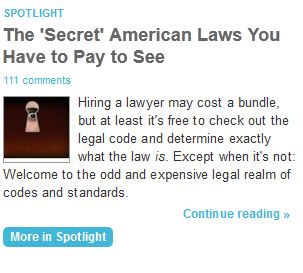 SPOTLIGHT
The 'Secret' American Laws You
Have to Pay to See
111 comments
Hiring a lawyer may cost a bundle,
but at least it's free to check out the
legal code and determine exactly
what the law is. Except when it's not:
Welcome to the odd and expensive legal realm of
codes and standards.
Continue reading »
More in Spotlight